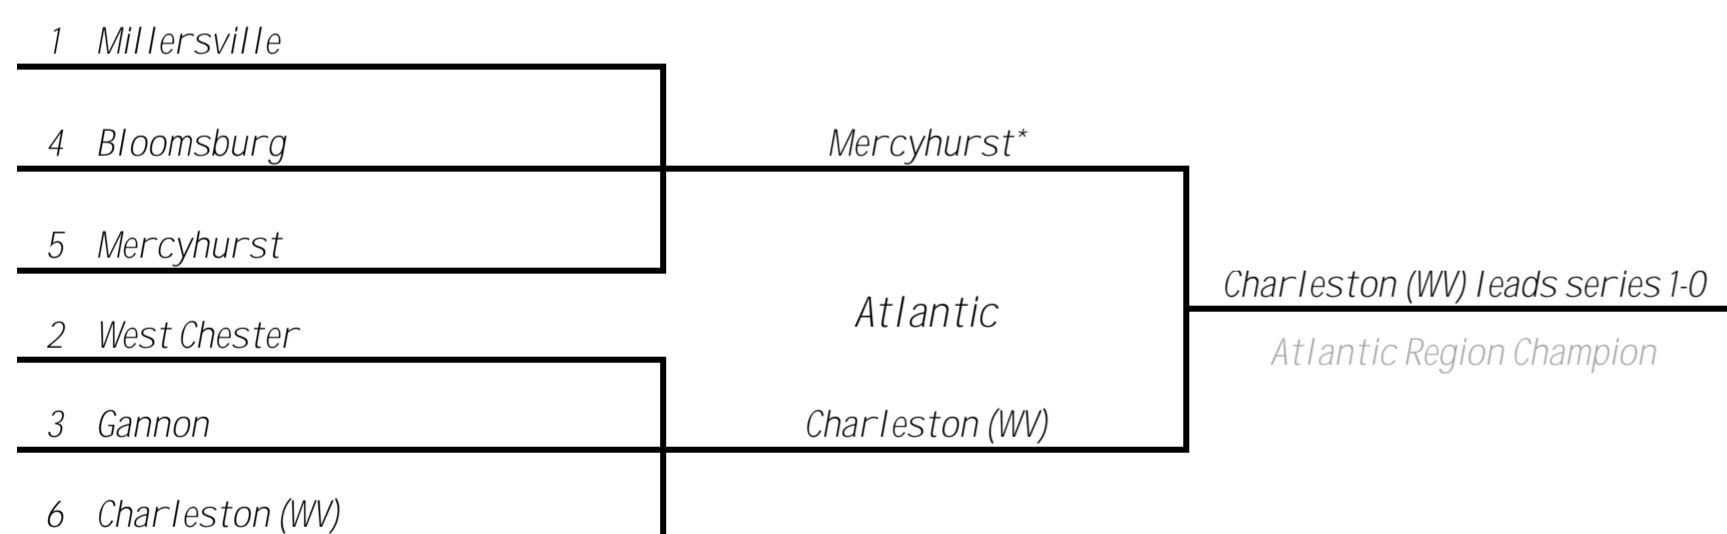 1 Millersville
4 Bloomsburg
Mercyhurst*
5 Mercyhurst
Charleston (WV) leads series 1-0
Atlantic
2 West Chester
Atlantic Region Champion
3 Gannon
Charleston (WV)
6 Charleston (WV)